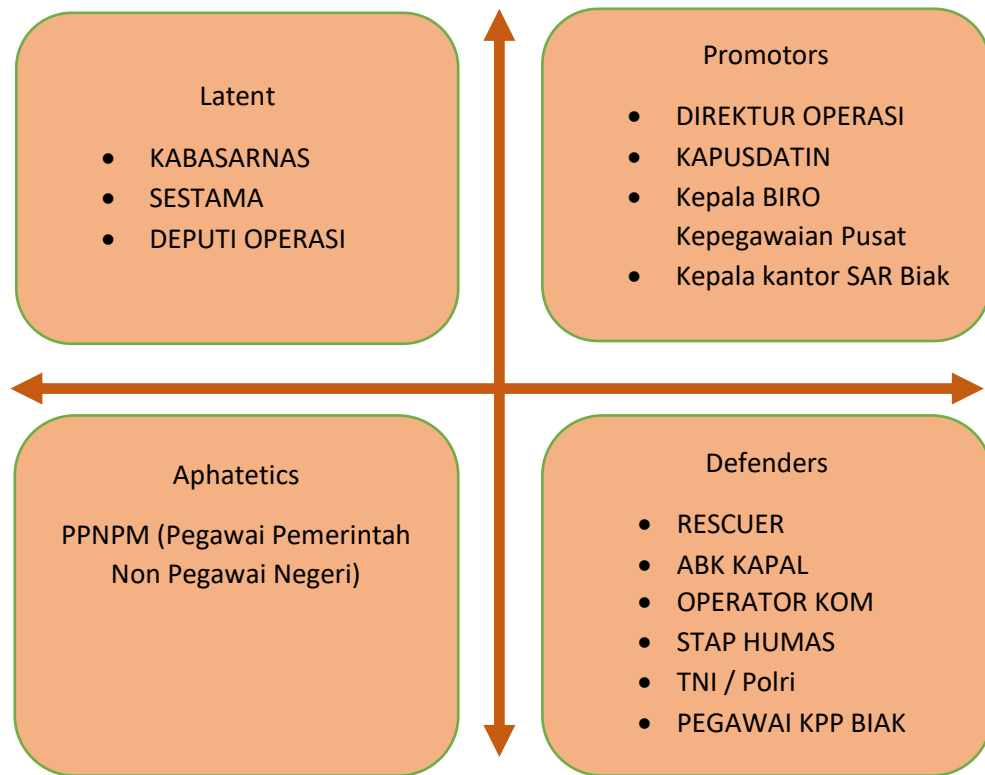 Latent
• KABASARNAS
• SESTAMA
• DEPUTI OPERASI
Promotors
• DIREKTUR OPERASI
• KAPUSDATIN
• Kepala BIRO
Kepegawaian Pusat
• Kepala kantor SAR Biak
Aphatetics
PPNPM (Pegawai Pemerintah
Non Pegawai Negeri)
Defenders
• RESCUER
• ABK KAPAL
• OPERATOR KOM
• STAP HUMAS
• TNI / Polri
• PEGAWAI KPP BIAK